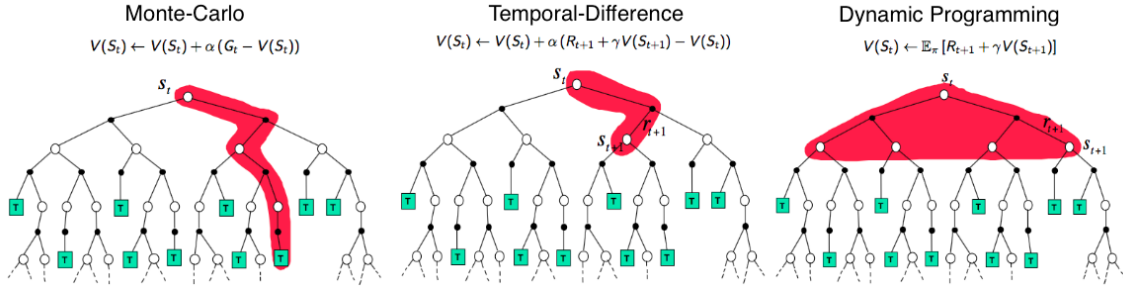 Monte-Carlo
V(S_t) ← V(S_t) + α (G_t − V(S_t))
s_t
T T T T
T T T T
Temporal-Difference
V(S_t) ← V(S_t) + α (R_{t+1} + γV(S_{t+1}) − V(S_t))
s_t
r_{t+1}
s_{t+1}
T T T T T
T T T T T
Dynamic Programming
V(S_t) ← 𝔼_π [R_{t+1} + γV(S_{t+1})]
s_t
r_{t+1}
s_{t+1}
T T T T T
T T T T T